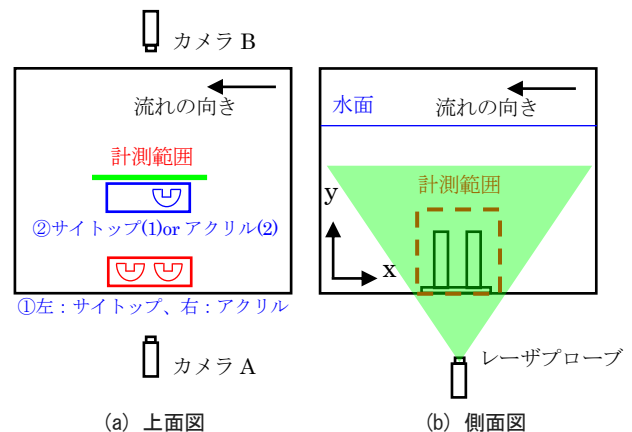 カメラ B
流れの向き
計測範囲
②サイトップ(1)or アクリル(2)
①左：サイトップ、右：アクリル
カメラ A
(a) 上面図
水面
流れの向き
計測範囲
y
x
レーザプローブ
(b) 側面図